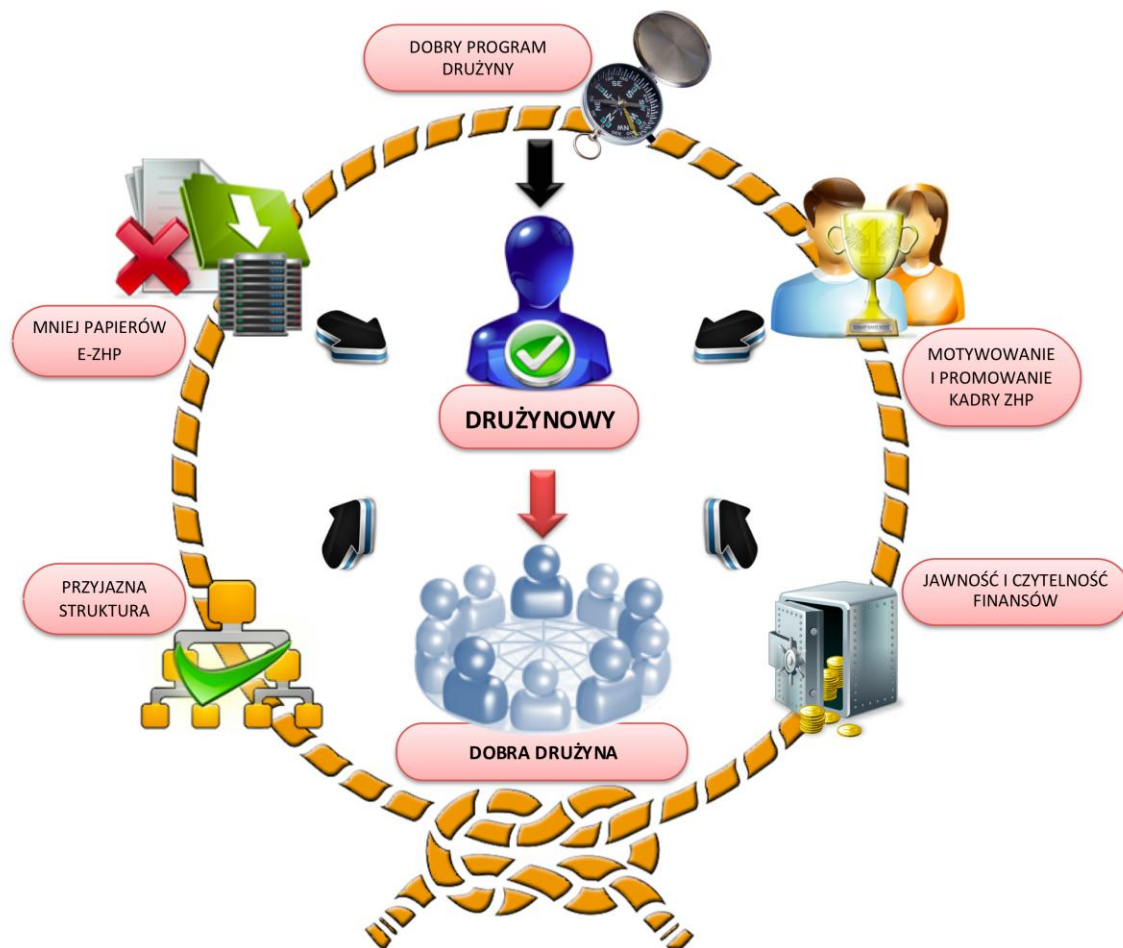 DOBRY PROGRAM
DRUŻYNY
MNIEJ PAPIERÓW
E-ZHP
MOTYWOWANIE
I PROMOWANIE
KADRY ZHP
DRUŻYNOWY
PRZYJAZNA
STRUKTURA
JAWNOŚĆ I CZYTELNOŚĆ
FINANSÓW
DOBRA DRUŻYNA